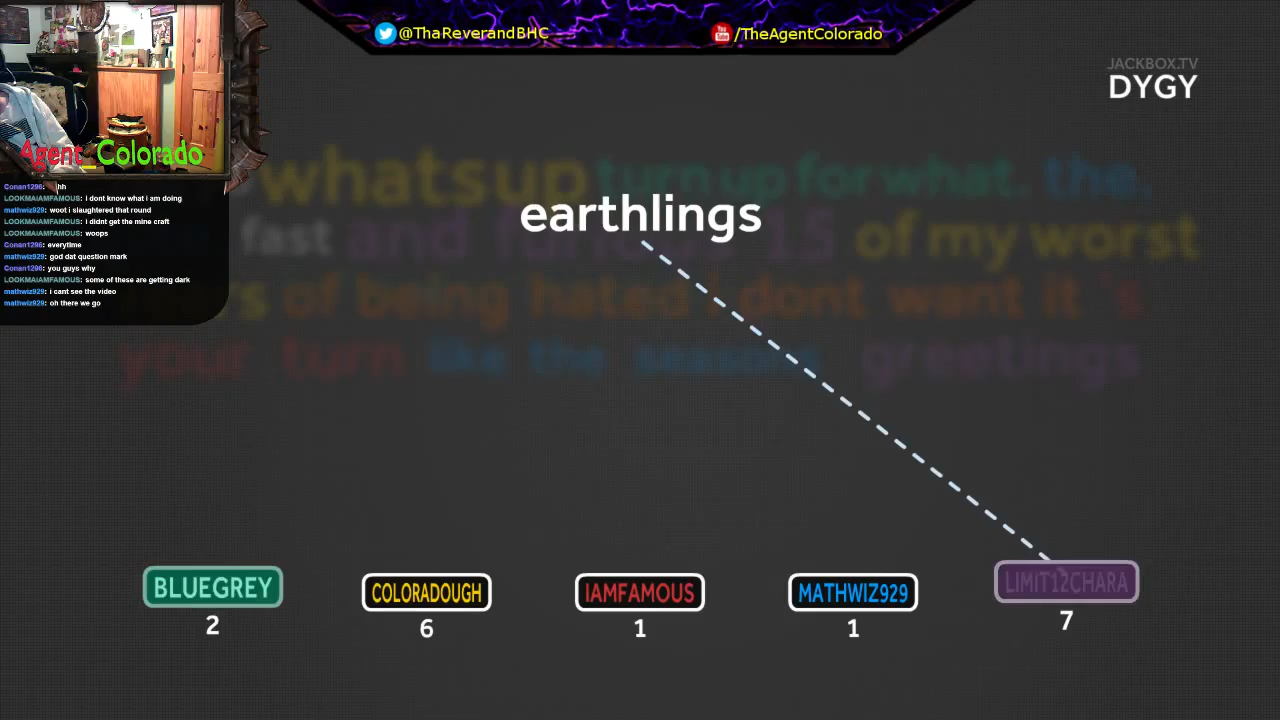 @ThaReverandBHC
/TheAgentColorado
JACKBOX.TV
DYGY
Agent_Colorado
Conan1296: hh
LOOKMAIAMFAMOUS: i dont know what i am doing
mathwiz929: woot i slaughtered that round
LOOKMAIAMFAMOUS: i didnt get the mine craft
LOOKMAIAMFAMOUS: woops
Conan1296: everytime
mathwiz929: god dat question mark
Conan1296: you guys why
LOOKMAIAMFAMOUS: some of these are getting dark
mathwiz929: i cant see the video
mathwiz929: oh there we go
whatsup turn up for what. the,
earthlings
fast and 15 of my worst
of being hated i dont want it 's
your turn like the seasons greetings
BLUEGREY COLORADOUGH IAMFAMOUS MATHWIZ929 LIMIT12CHARA
2 6 1 1 7